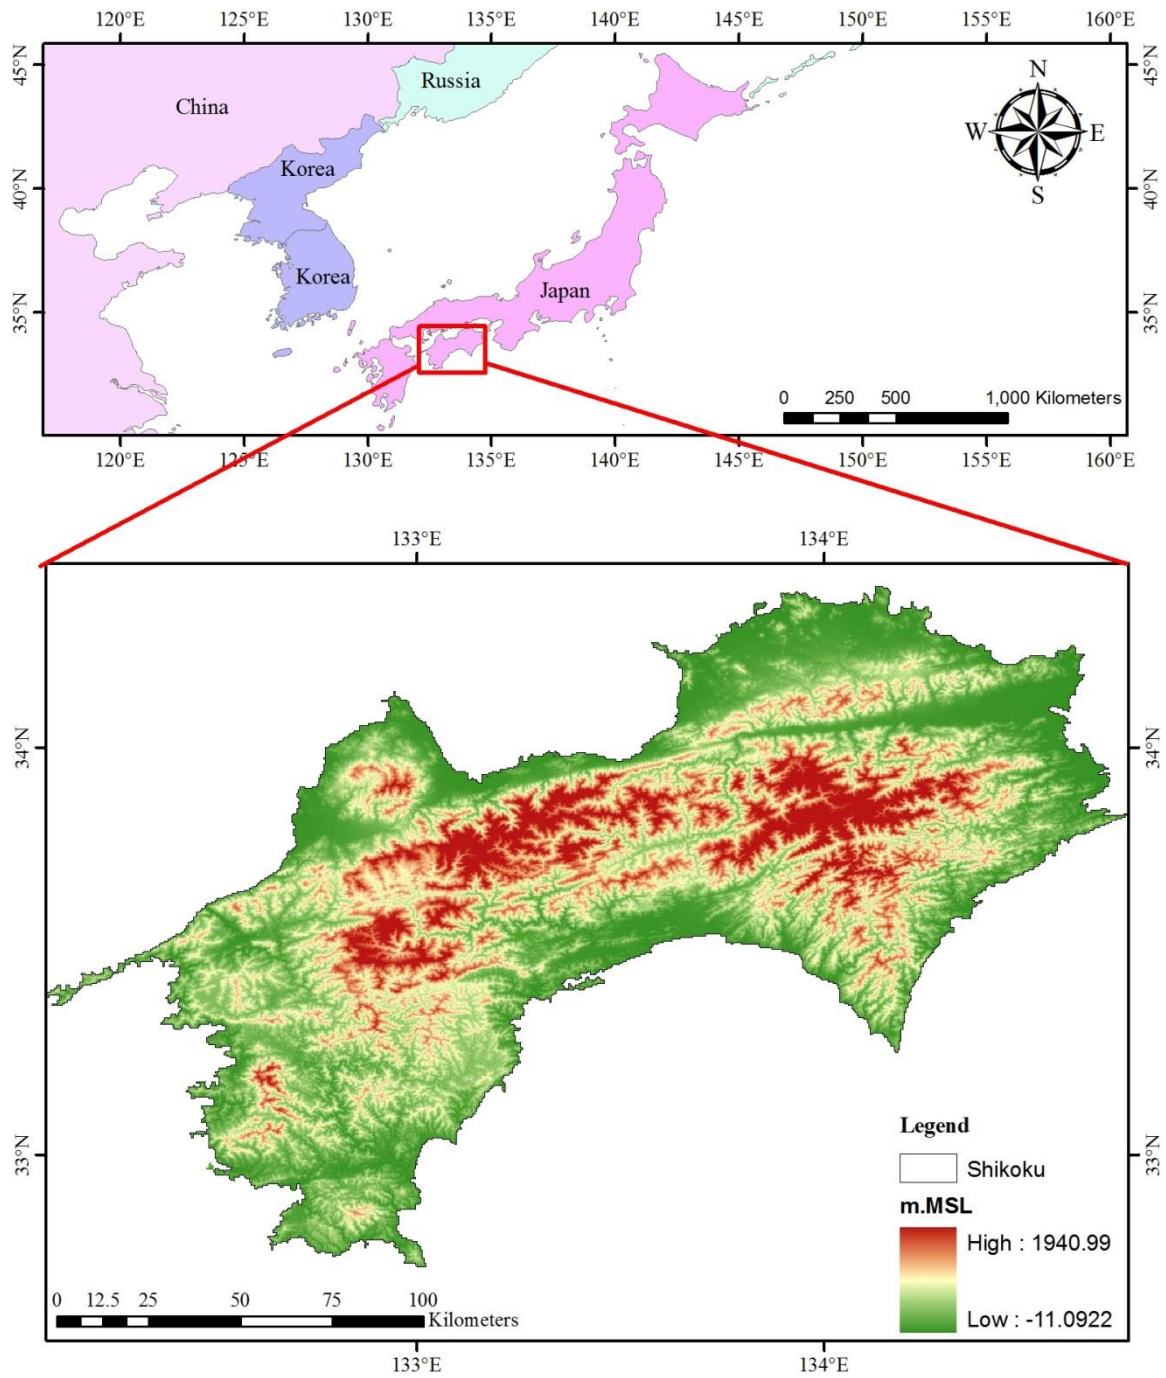 120°E 125°E 130°E 135°E 140°E 145°E 150°E 155°E 160°E
45°N 45°N
Russia
China
N
W E
S
Korea
40°N 40°N
Korea
Japan
35°N 35°N
0 250 500 1,000 Kilometers
120°E 125°E 130°E 135°E 140°E 145°E 150°E 155°E 160°E
133°E 134°E
34°N 34°N
33°N 33°N
Legend
Shikoku
m.MSL
High : 1940.99
Low : -11.0922
0 12.5 25 50 75 100
Kilometers
133°E 134°E